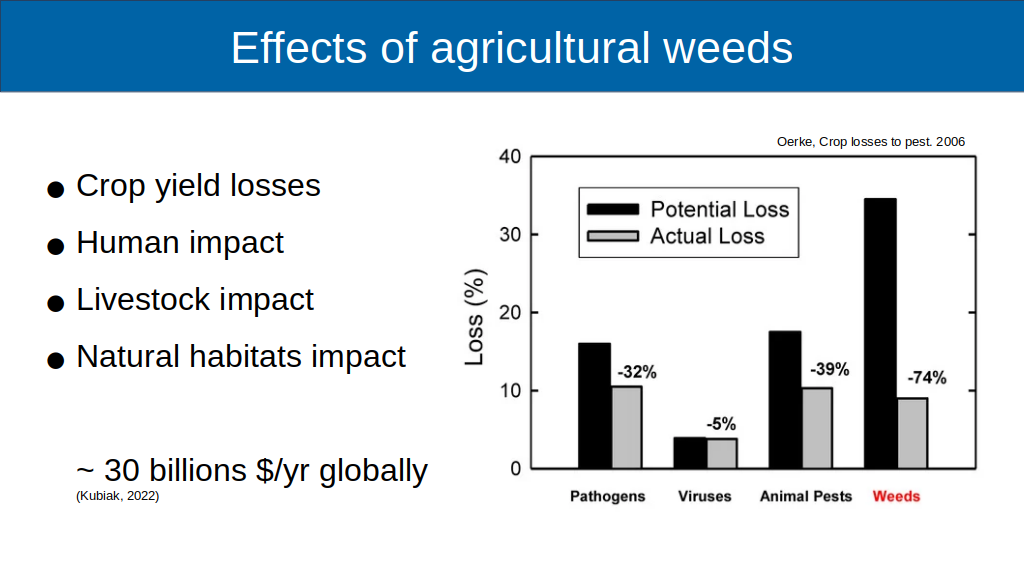 Effects of agricultural weeds
● Crop yield losses
● Human impact
● Livestock impact
● Natural habitats impact
~ 30 billions $/yr globally
(Kubiak, 2022)
Oerke, Crop losses to pest. 2006
Loss (%)
40
30
20
10
0
Potential Loss
Actual Loss
-32%
-5%
-39%
-74%
Pathogens Viruses Animal Pests Weeds